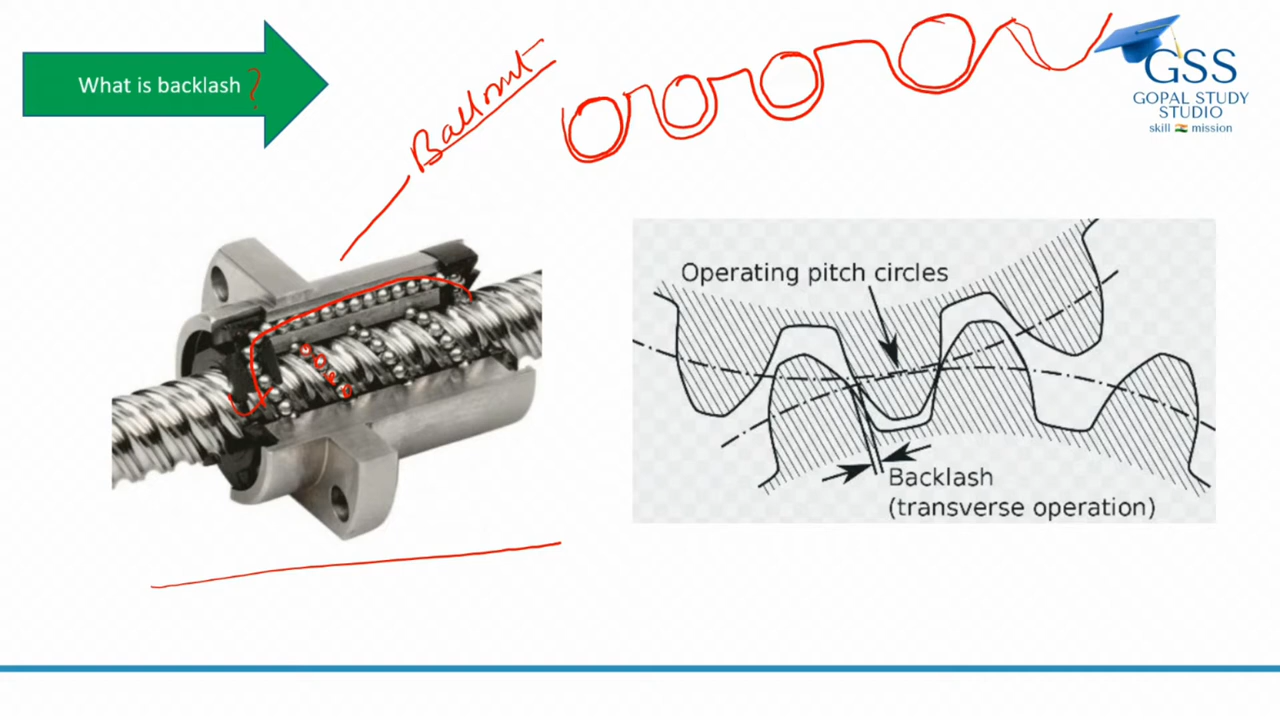 What is backlash ?
Ballnut
GSS
GOPAL STUDY
STUDIO
skill mission
Operating pitch circles
Backlash
(transverse operation)